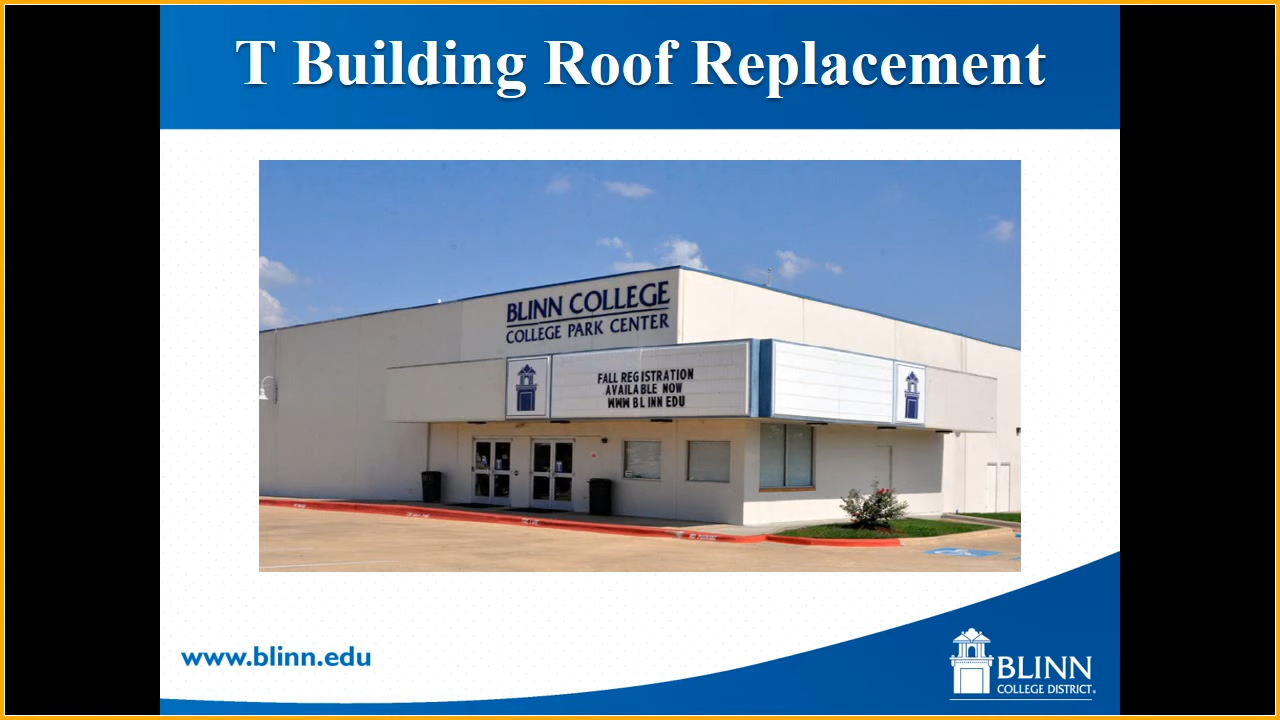 T Building Roof Replacement
BLINN COLLEGE
COLLEGE PARK CENTER
FALL REGISTRATION
AVAILABLE NOW
WWW BLINN EDU
www.blinn.edu
BLINN
COLLEGE DISTRICT